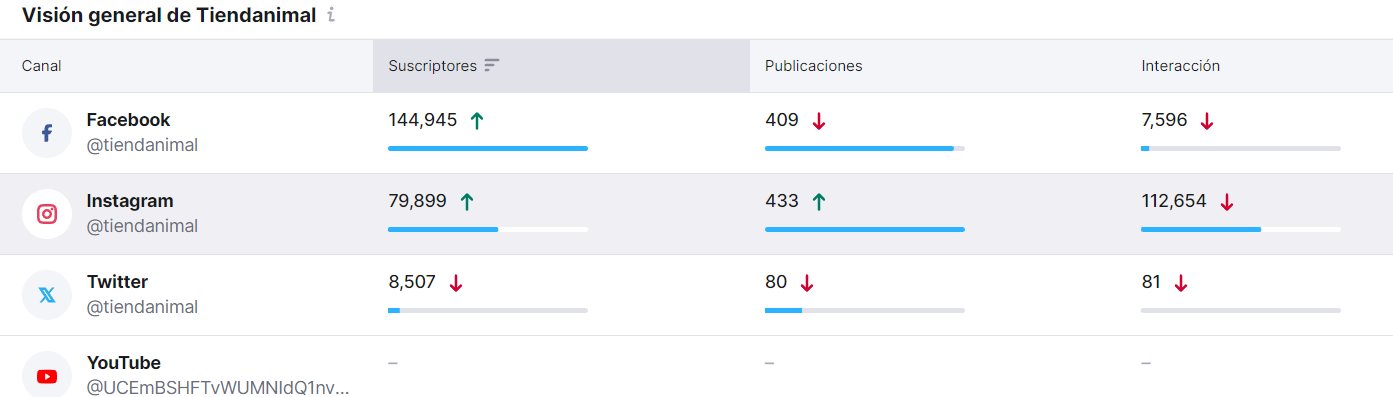 Visión general de Tiendanimal
Canal Suscriptores Publicaciones Interacción
Facebook 144,945 409 7,596
@tiendanimal
Instagram 79,899 433 112,654
@tiendanimal
Twitter 8,507 80 81
@tiendanimal
YouTube – – –
@UCEmBSHFTvWUMNIdQ1nv...